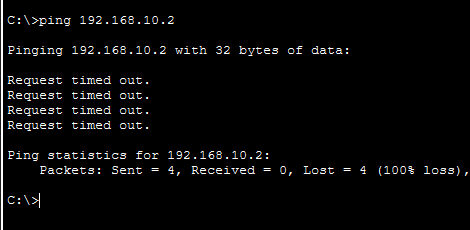 C:\>ping 192.168.10.2
Pinging 192.168.10.2 with 32 bytes of data:
Request timed out.
Request timed out.
Request timed out.
Request timed out.
Ping statistics for 192.168.10.2:
    Packets: Sent = 4, Received = 0, Lost = 4 (100% loss),
C:\>